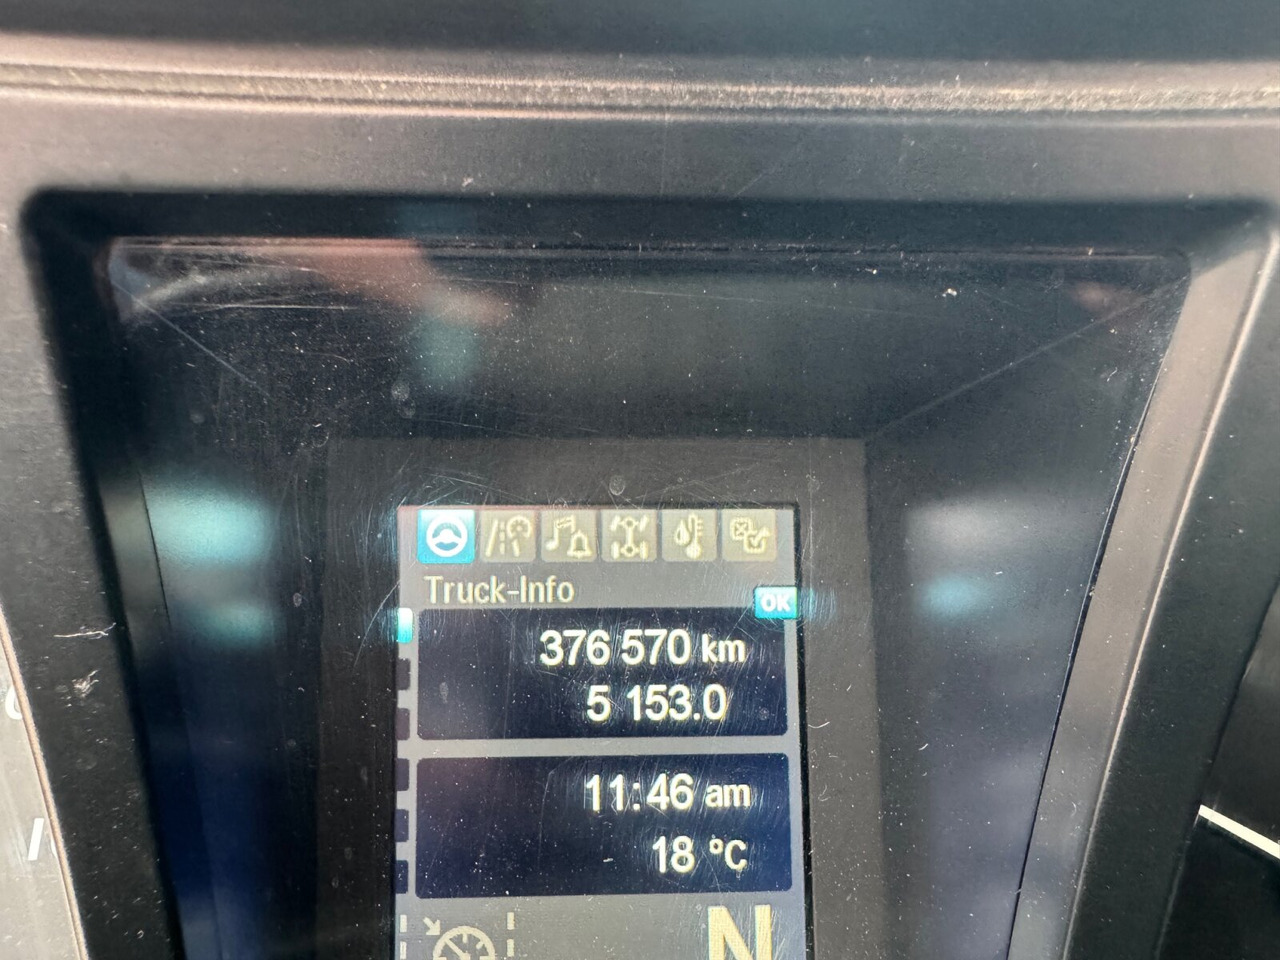 Truck-Info
OK
376 570 km
5 153.0
11:46 am
18 °C
N